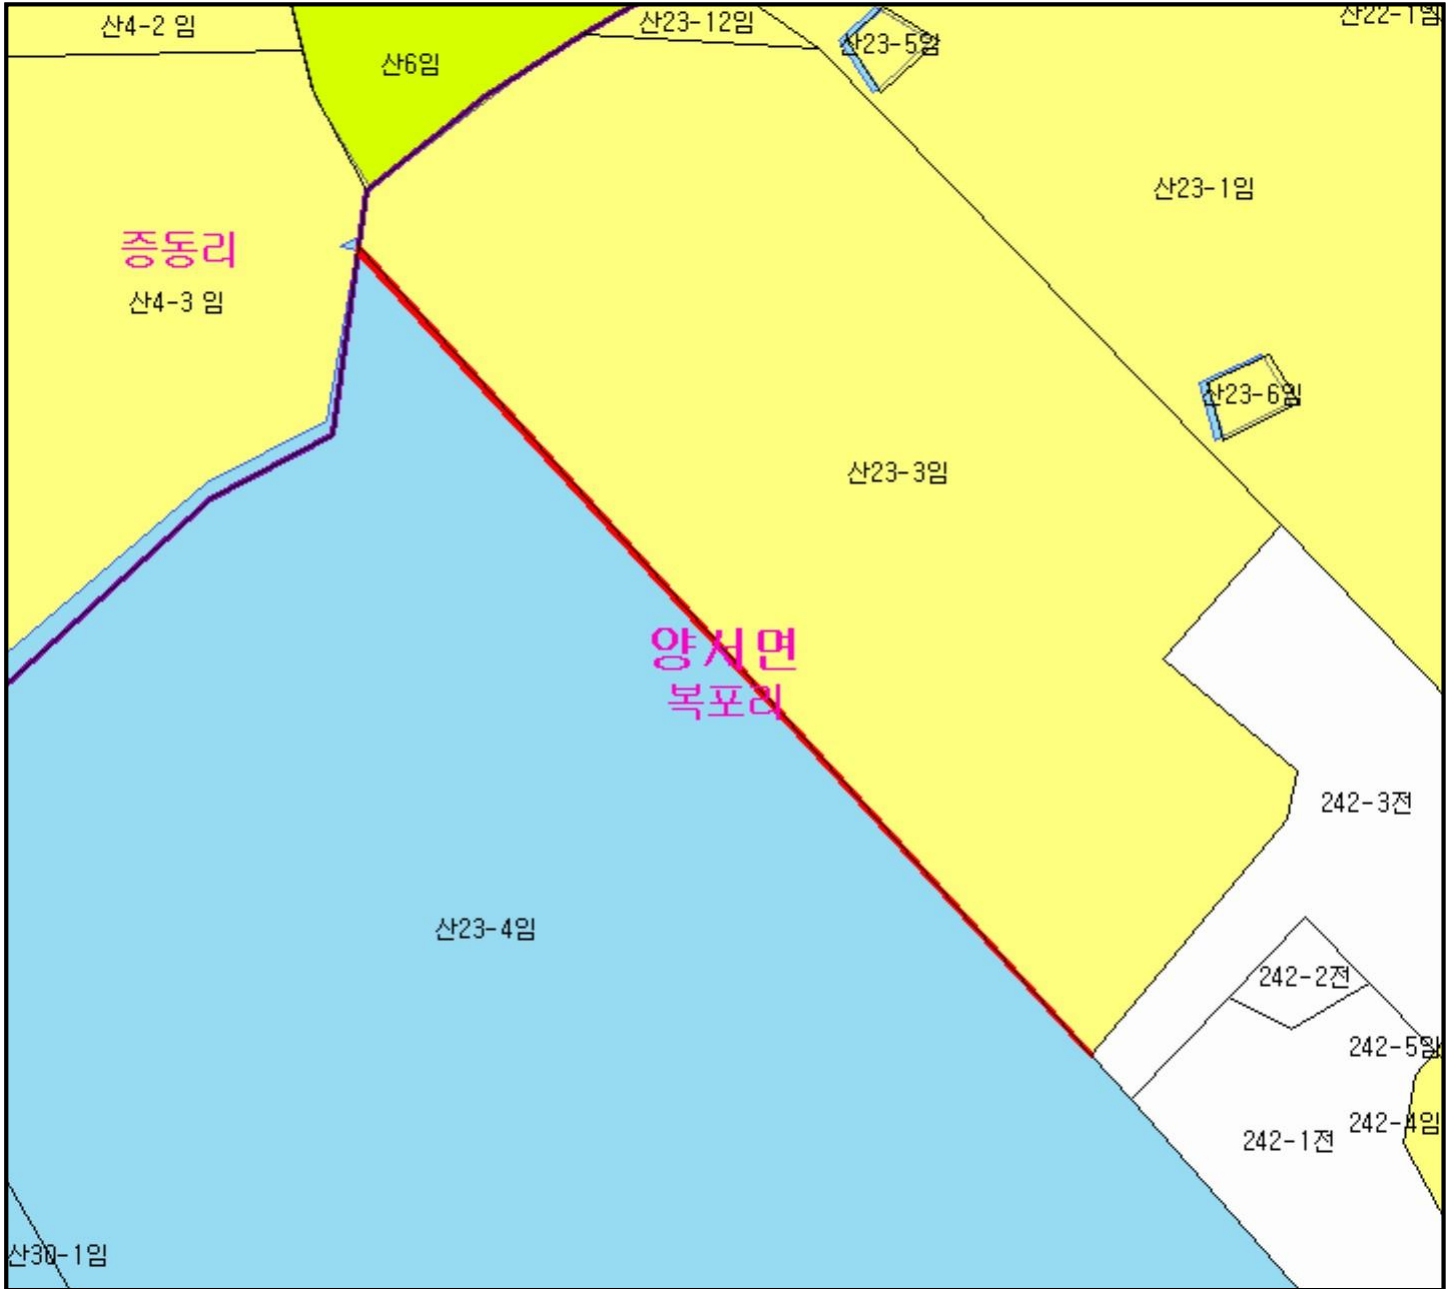 산4-2 임
산23-12임
산23-5임
산22-1임
산6임
산23-1임
증동리
산4-3 임
산23-6임
산23-3임
양서면
복포리
242-3전
산23-4임
242-2전
242-5임
242-4임
242-1전
산30-1임